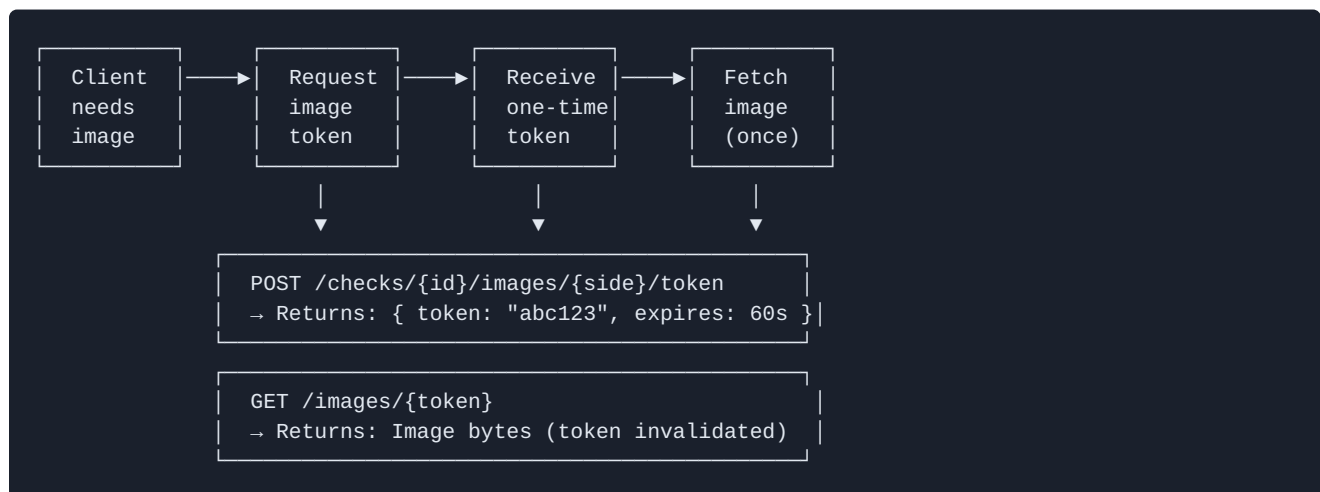 Client
needs
image
Request
image
token
Receive
one-time
token
Fetch
image
(once)
POST /checks/{id}/images/{side}/token
→ Returns: { token: "abc123", expires: 60s }
GET /images/{token}
→ Returns: Image bytes (token invalidated)